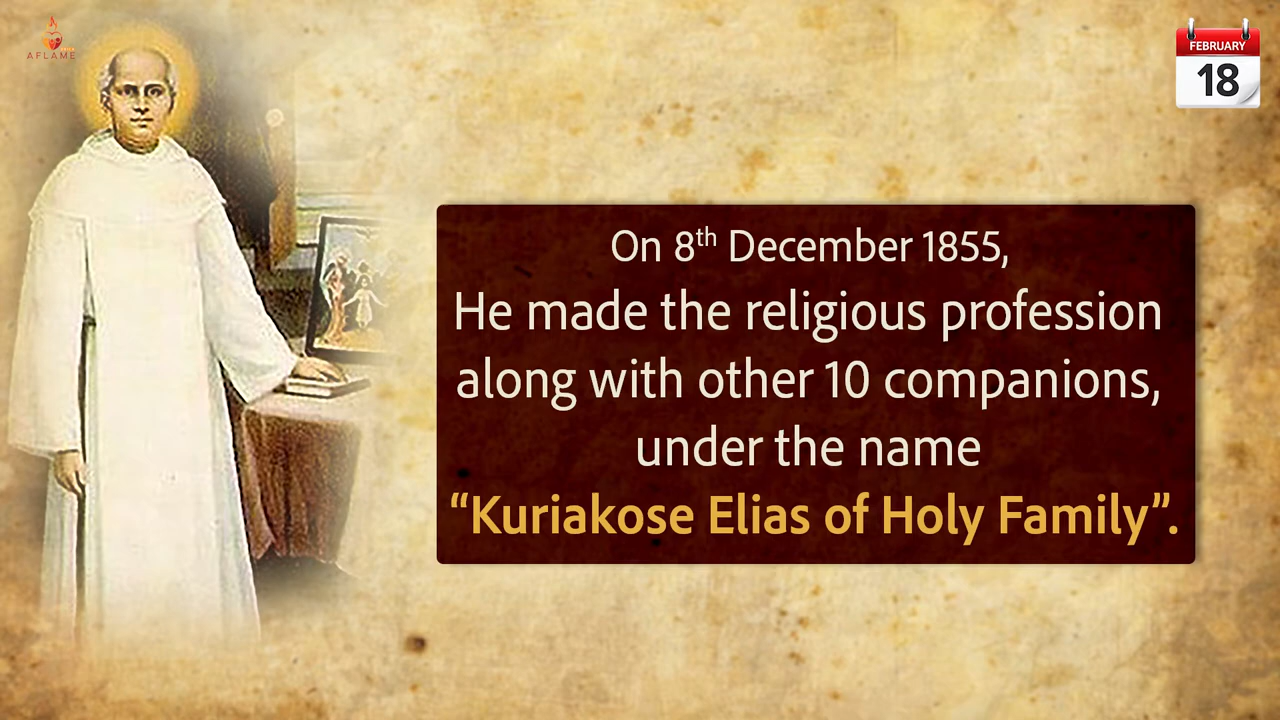 AFLAME
FEBRUARY
18
On 8th December 1855,
He made the religious profession
along with other 10 companions,
under the name
“Kuriakose Elias of Holy Family”.